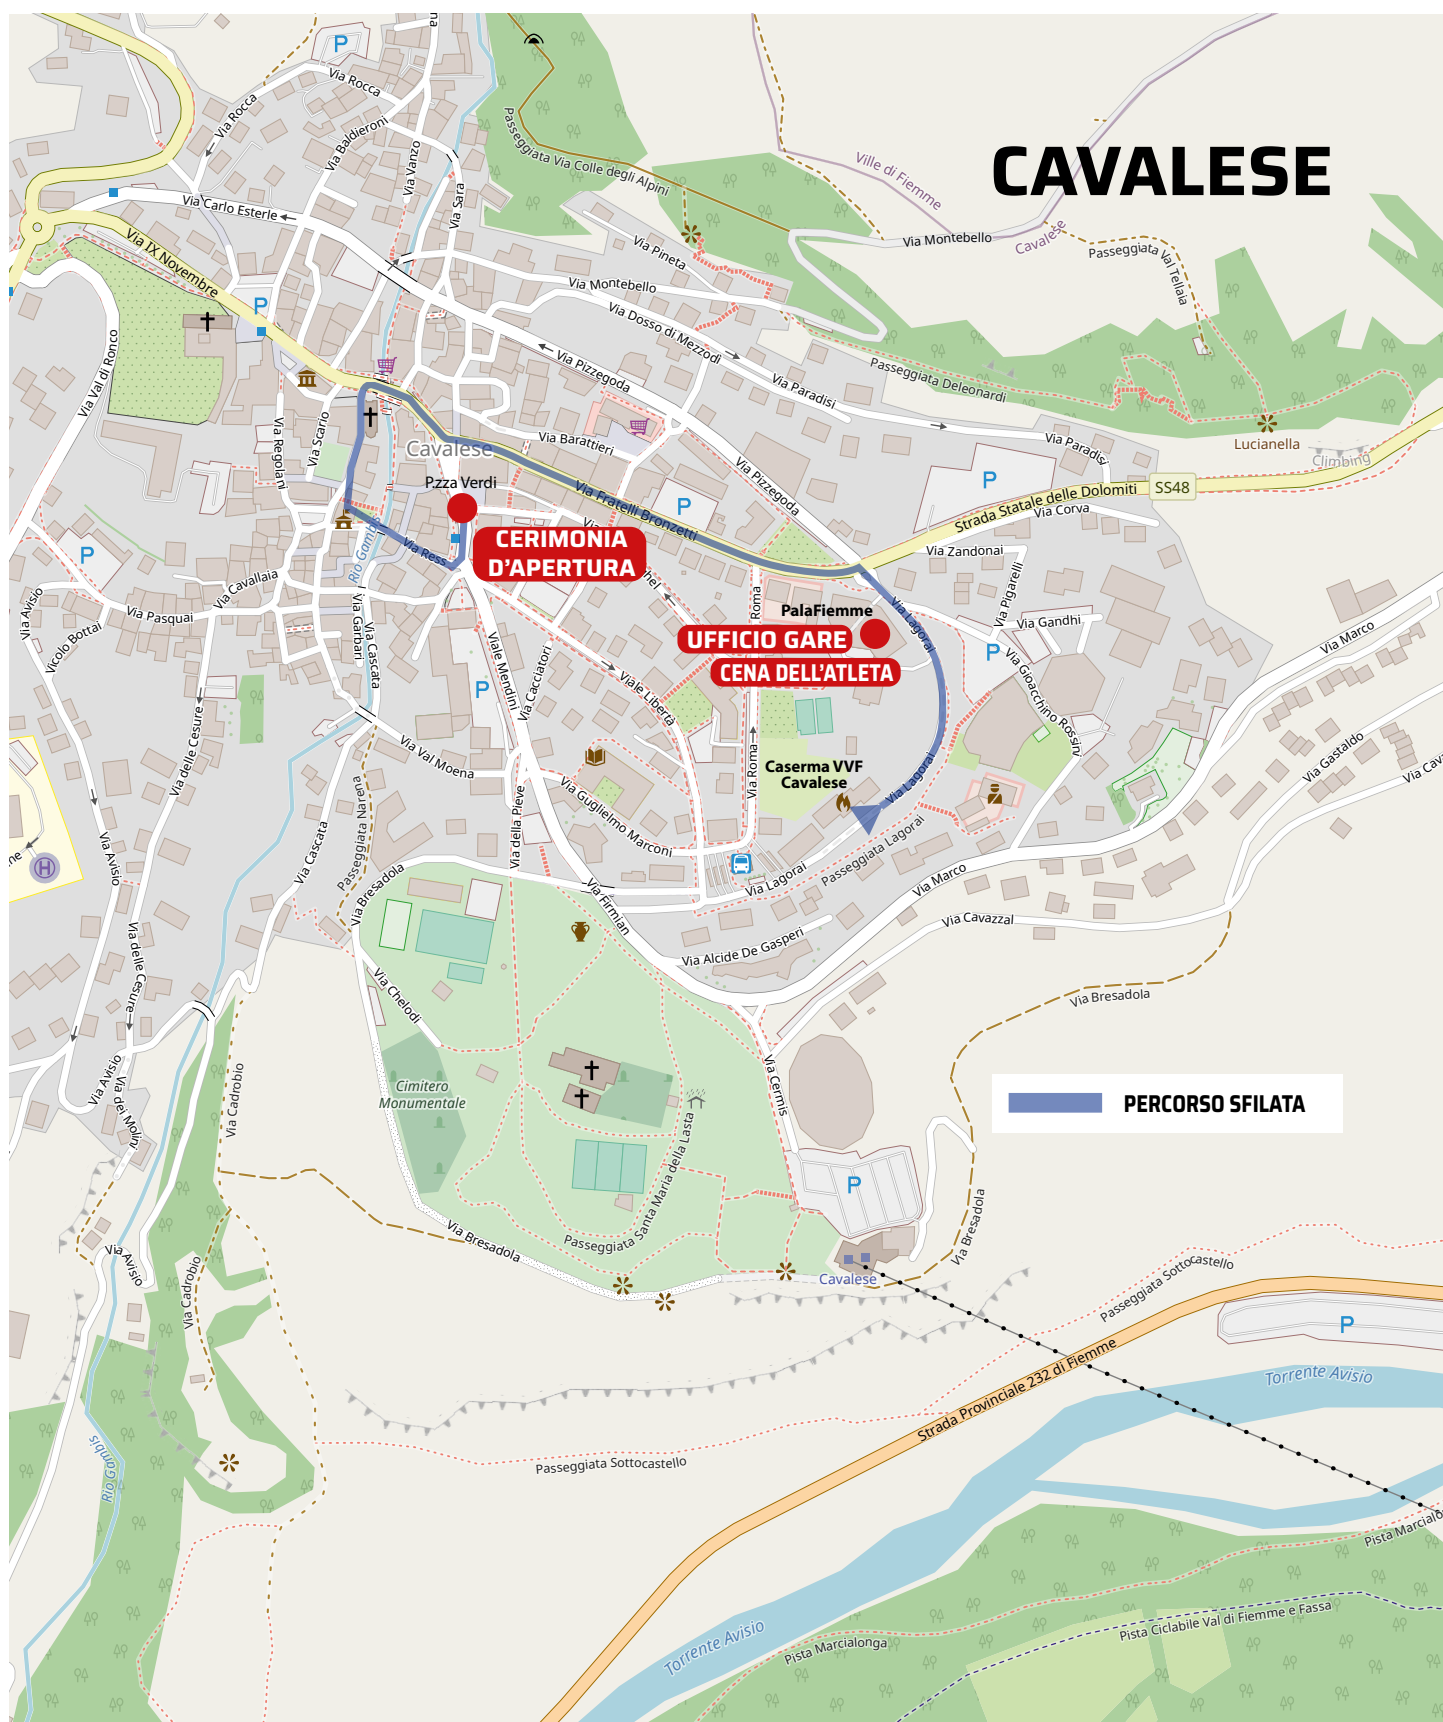 CAVALESE
Via Rocca
Via Rocca
Via Baldieroni
Via Vanzo
Via Sara
Passeggiata Via Colle degli Alpini
Ville di Fiemme
Cavalese
Via Carlo Esterle
Via IX Novembre
Via Pineta
Via Montebello
Via Montebello
Passeggiata Val Tellaia
Via Dosso di Mezzodì
Via Pizzegoda
Via Paradisi
Passeggiata Deleonardi
Via Val di Ronco
Via Regolani
Via Scario
Cavalese
Via Barattieri
Via Pizzegoda
Via Paradisi
Lucianella
Climbing
SS48
P.zza Verdi
Via Fratelli Bronzetti
Strada Statale delle Dolomiti
Via Corva
CERIMONIA
D'APERTURA
Via Ress
Rio Gambis
Via Zandonai
Via Pigarelli
Via Gandhi
Via Avisio
Vicolo Bottai
Via Pasquai
Via Cavallaia
Via Garbari
Via Cascata
Viale Mendini
Via Cacciatori
Viale Libertà
Via Roma
PalaFiemme
UFFICIO GARE
CENA DELL'ATLETA
Via Lagorai
Via Gioacchino Rossini
Via Marco
Via Gastaldo
Via delle Cesure
Via Val Moena
Via Guglielmo Marconi
Via Roma
Caserma VVF
Cavalese
Via Lagorai
Via Avisio
Via Cascata
Passeggiata Narena
Via della Pieve
Via Bresadola
Via Firmian
Via Lagorai
Passeggiata Lagorai
Via Marco
Via Cavazzal
Via Alcide De Gasperi
Via delle Cesure
Via Chelodi
Via Bresadola
H
Via Avisio
Via dei Molini
Via Cadrobio
Cimitero
Monumentale
Via Cermis
PERCORSO SFILATA
Passeggiata Santa Maria della Lasta
Via Bresadola
Via Bresadola
Via Avisio
Via Cadrobio
Cavalese
Passeggiata Sottocastello
Strada Provinciale 232 di Fiemme
Torrente Avisio
Rio Gambis
Passeggiata Sottocastello
Pista Marcialonga
Pista Ciclabile Val di Fiemme e Fassa
Torrente Avisio
P
P
P
P
P
P
P
P
P